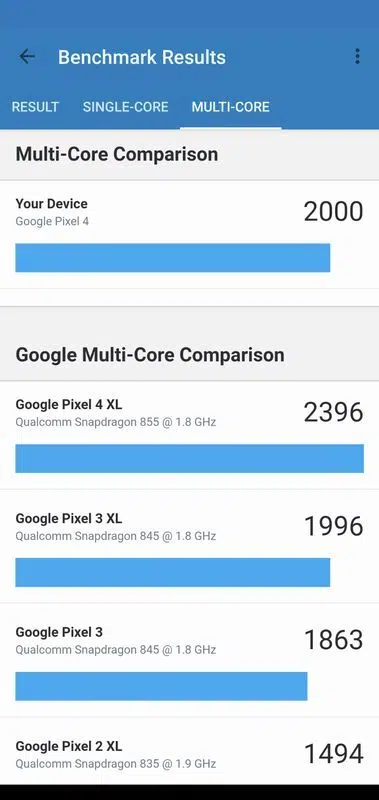 Benchmark Results
RESULT
SINGLE-CORE
MULTI-CORE
Multi-Core Comparison
Your Device
2000
Google Pixel 4
Google Multi-Core Comparison
Google Pixel 4 XL
2396
Qualcomm Snapdragon 855 @ 1.8 GHz
Google Pixel 3 XL
1996
Qualcomm Snapdragon 845 @ 1.8 GHz
Google Pixel 3
1863
Qualcomm Snapdragon 845 @ 1.8 GHz
Google Pixel 2 XL
1494
Qualcomm Snapdragon 835 @ 1.9 GHz